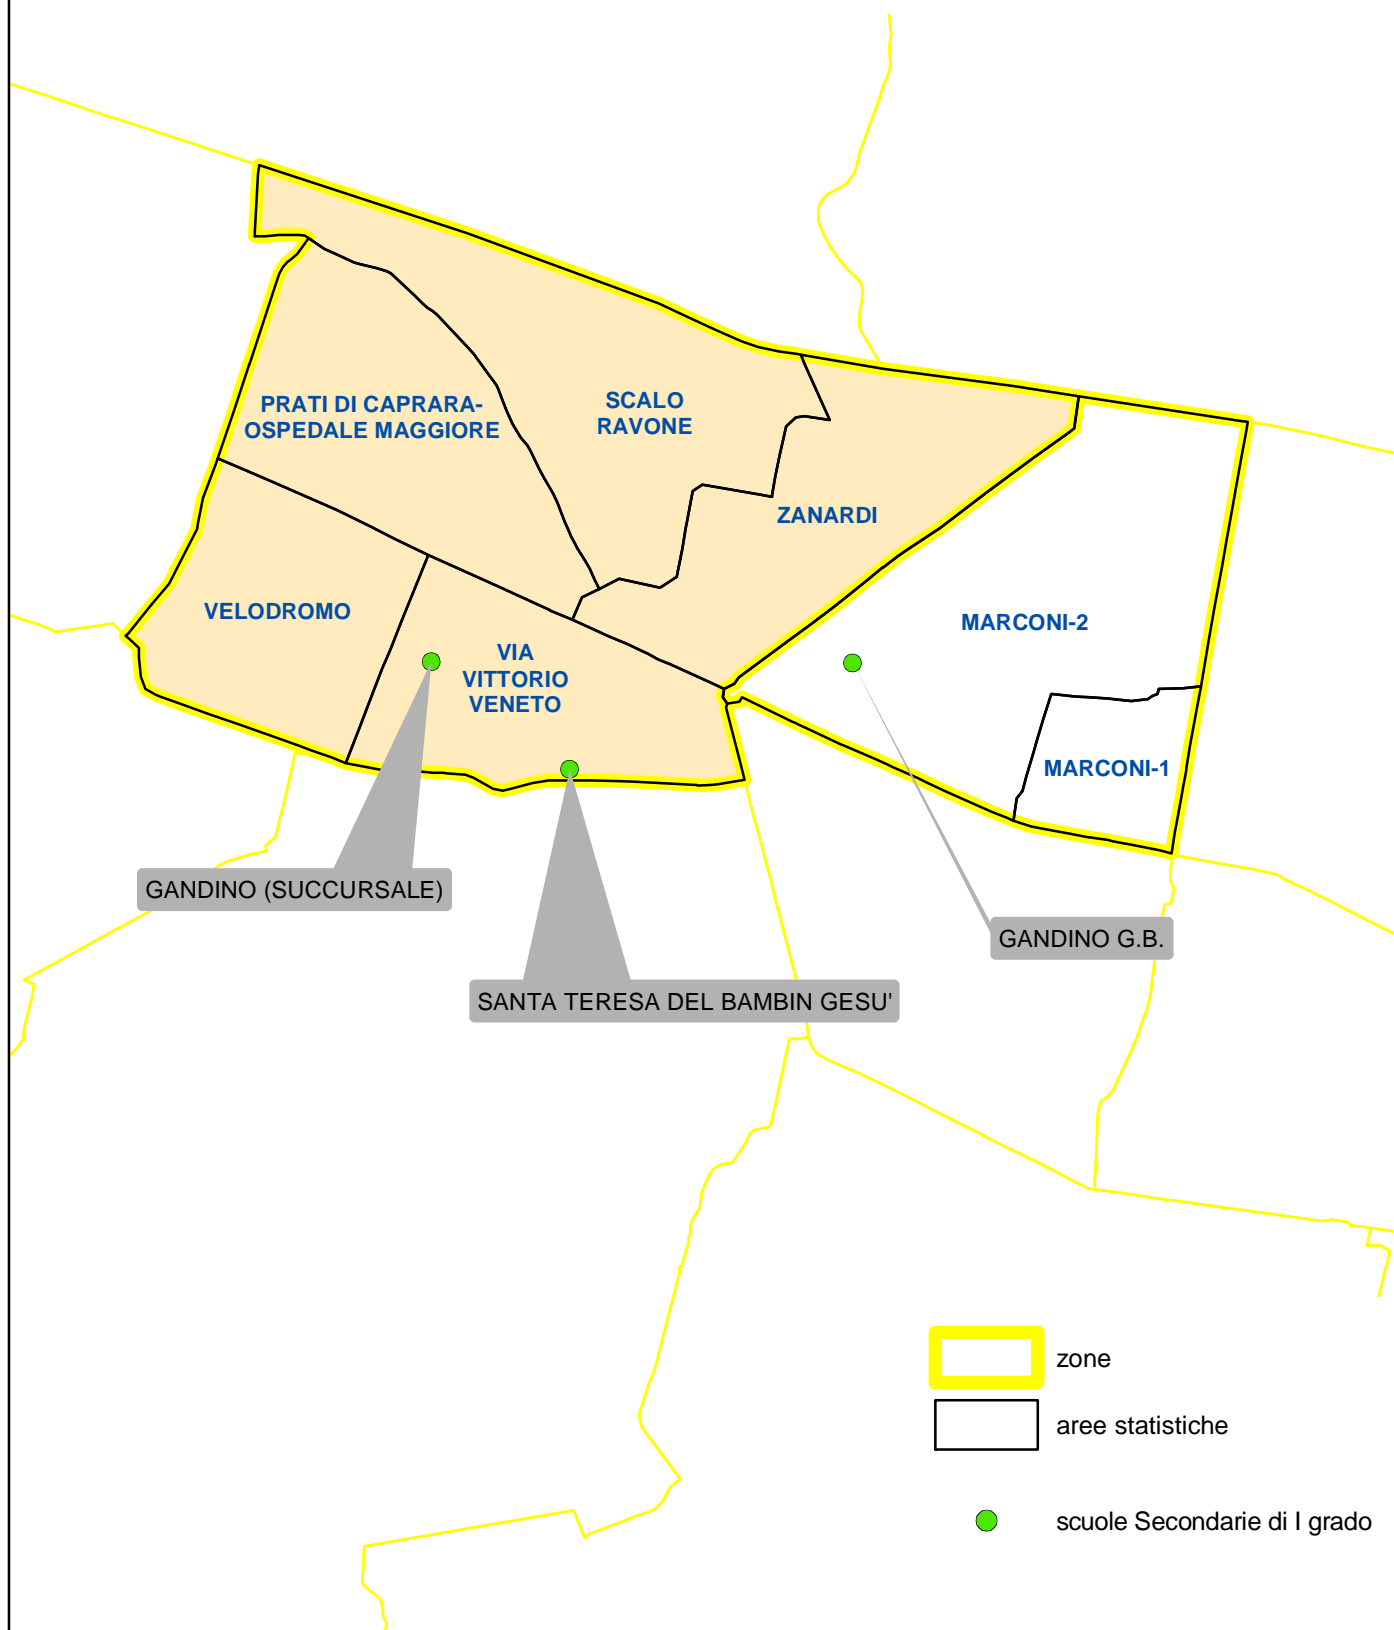 PRATI DI CAPRARA-
OSPEDALE MAGGIORE
SCALO
RAVONE
ZANARDI
VELODROMO
VIA
VITTORIO
VENETO
MARCONI-2
MARCONI-1
GANDINO (SUCCURSALE)
GANDINO G.B.
SANTA TERESA DEL BAMBIN GESU'
zone
aree statistiche
scuole Secondarie di I grado